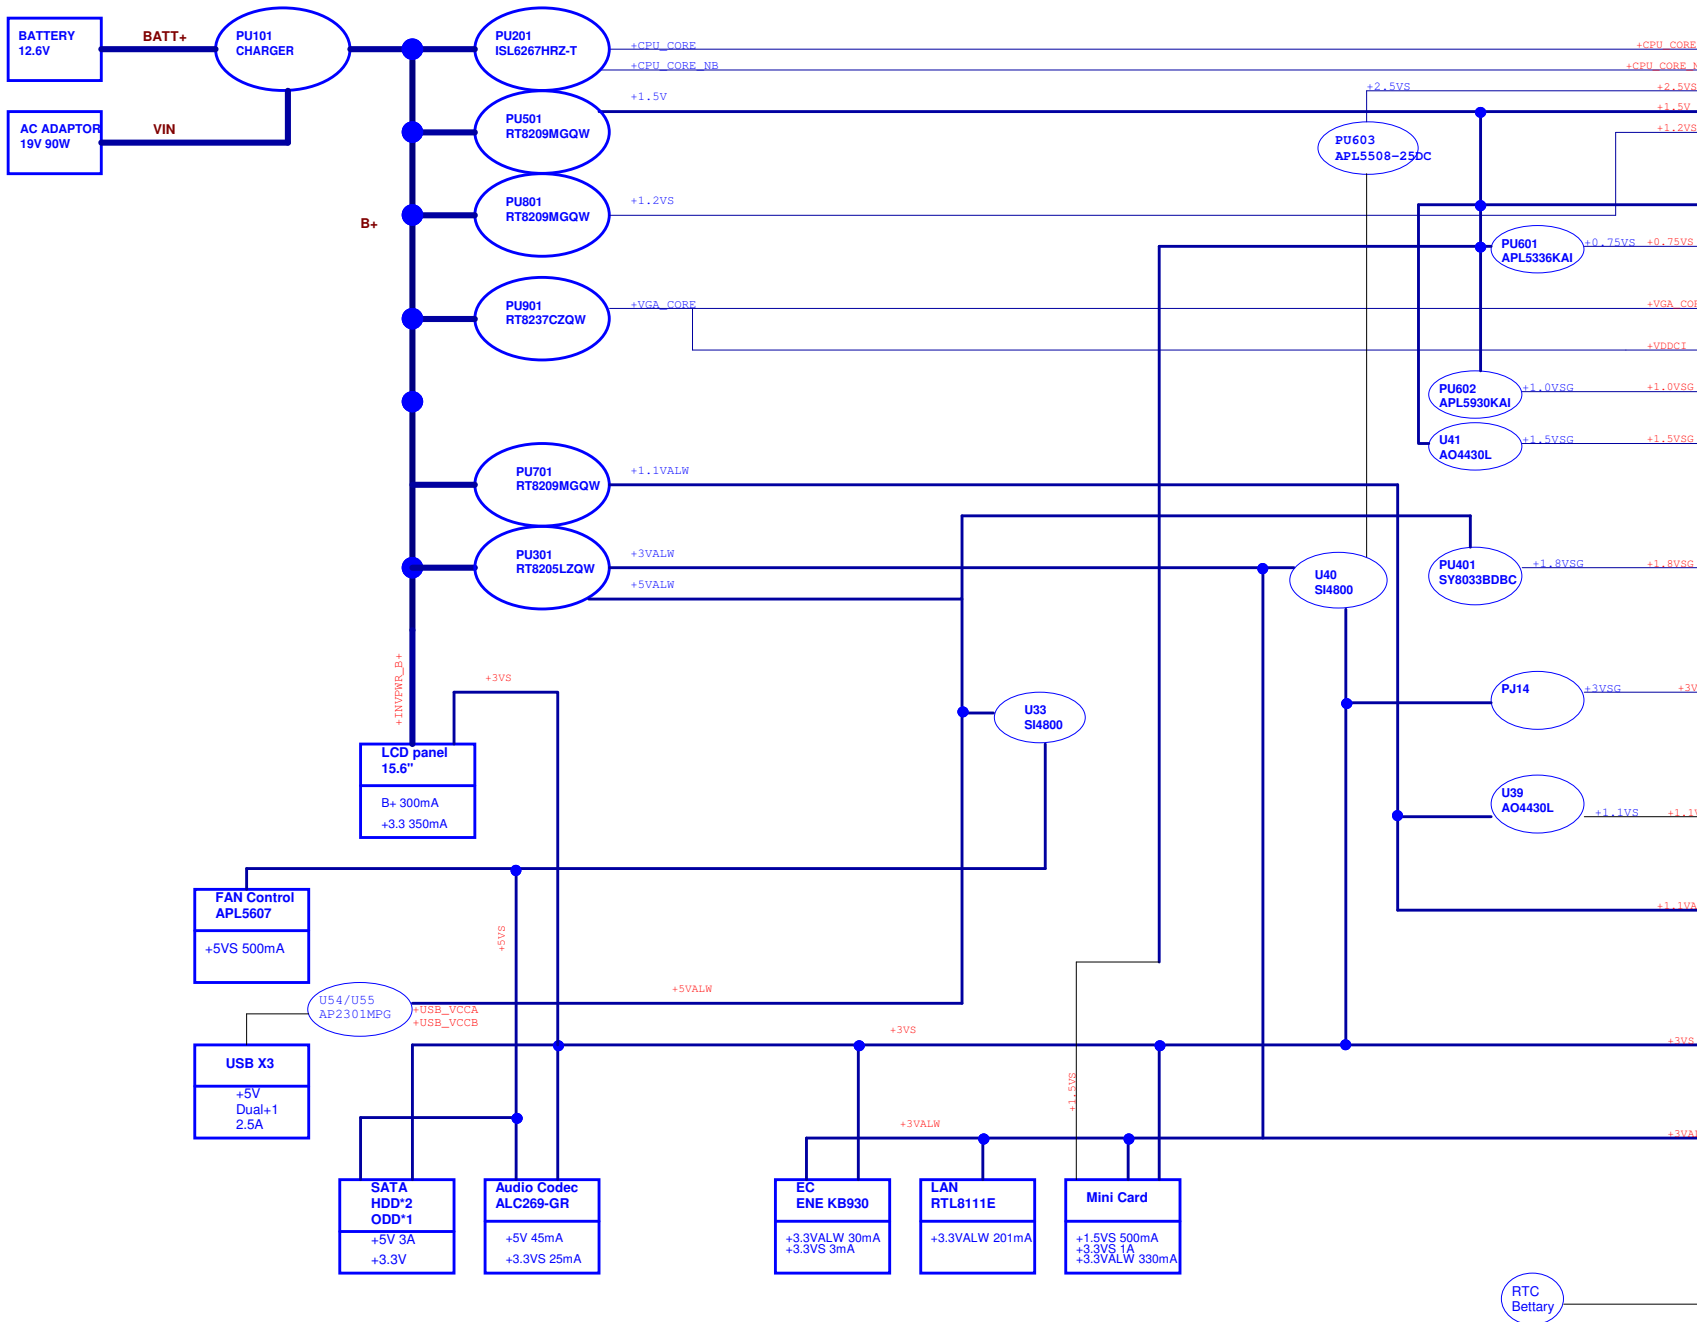 BATTERY
12.6V
BATT+
PU101
CHARGER
PU201
ISL6267HRZ-T
+CPU_CORE
+CPU_CORE
+CPU_CORE_NB
+CPU_CORE_N
+2.5VS
+2.5VS
+1.5V
+1.5V
AC ADAPTOR
19V 90W
VIN
PU501
RT8209MGQW
+1.2VS
PU603
APL5508-25DC
PU801
RT8209MGQW
+1.2VS
B+
PU601
APL5336KAI
+0.75VS
+0.75VS
PU901
RT8237CZQW
+VGA_CORE
+VGA_COR
+VDDCI
PU602
APL5930KAI
+1.0VSG
+1.0VSG
U41
AO4430L
+1.5VSG
+1.5VSG
PU701
RT8209MGQW
+1.1VALW
PU301
RT8205LZQW
+3VALW
+5VALW
U40
SI4800
PU401
SY8033BDBC
+1.8VSG
+1.8VSG
+INVPWR_B+
+3VS
U33
SI4800
PJ14
+3VSG
+3V
LCD panel
15.6"
B+ 300mA
+3.3 350mA
U39
AO4430L
+1.1VS
+1.1V
FAN Control
APL5607
+5VS 500mA
+5VS
+1.1VA
U54/U55
AP2301MPG
+USB_VCCA
+USB_VCCB
+5VALW
+3VS
+3VS
USB X3
+5V
Dual+1
2.5A
+1.5VS
+3VALW
+3VAL
SATA
HDD*2
ODD*1
+5V 3A
+3.3V
Audio Codec
ALC269-GR
+5V 45mA
+3.3VS 25mA
EC
ENE KB930
+3.3VALW 30mA
+3.3VS 3mA
LAN
RTL8111E
+3.3VALW 201mA
Mini Card
+1.5VS 500mA
+3.3VS 1A
+3.3VALW 330mA
RTC
Bettary